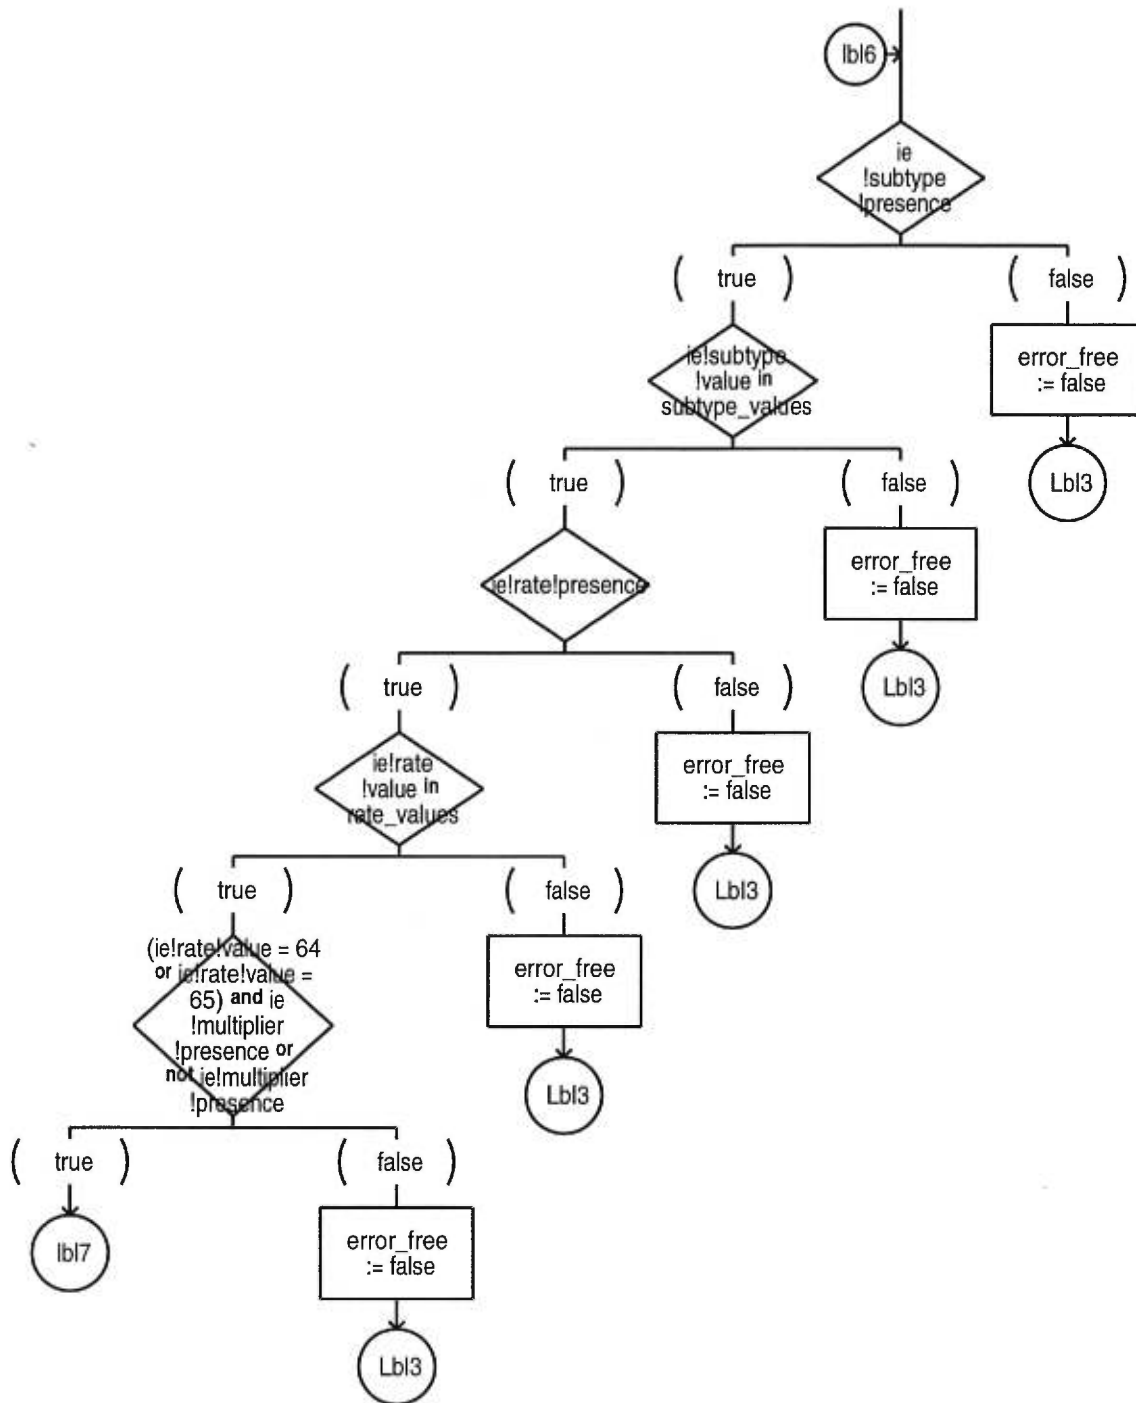 lbl6
ie
!subtype
!presence
( true )
( false )
ie!subtype
!value in
subtype_values
error_free
:= false
( true )
( false )
Lbl3
ie!rate!presence
error_free
:= false
( true )
( false )
Lbl3
ie!rate
!value in
rate_values
error_free
:= false
( true )
( false )
Lbl3
(ie!rate!value = 64
or ie!rate!value =
65) and ie
!multiplier
!presence or
not ie!multiplier
!presence
error_free
:= false
Lbl3
( true )
( false )
lbl7
error_free
:= false
Lbl3